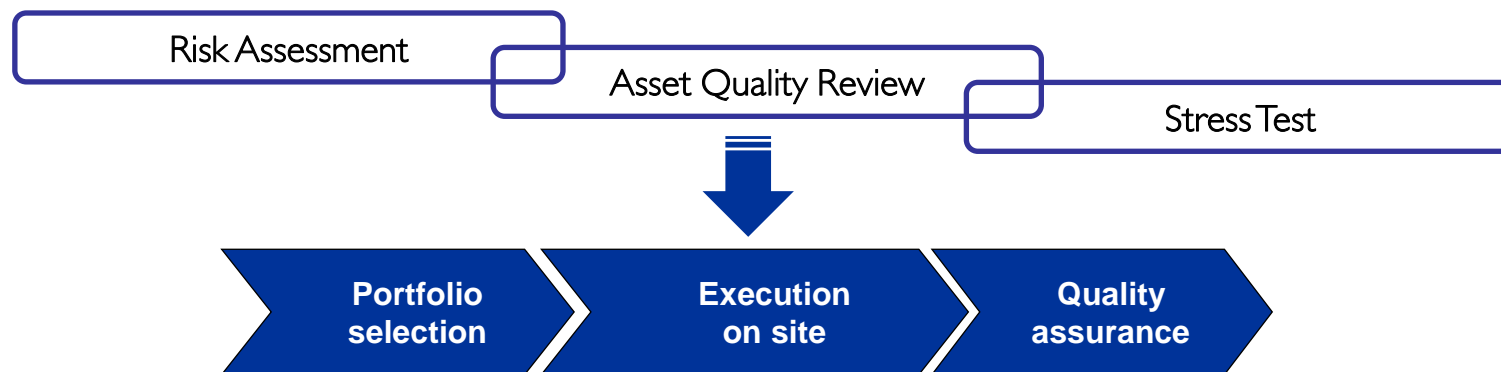 Risk Assessment
Asset Quality Review
Stress Test
Portfolio
selection
Execution
on site
Quality
assurance